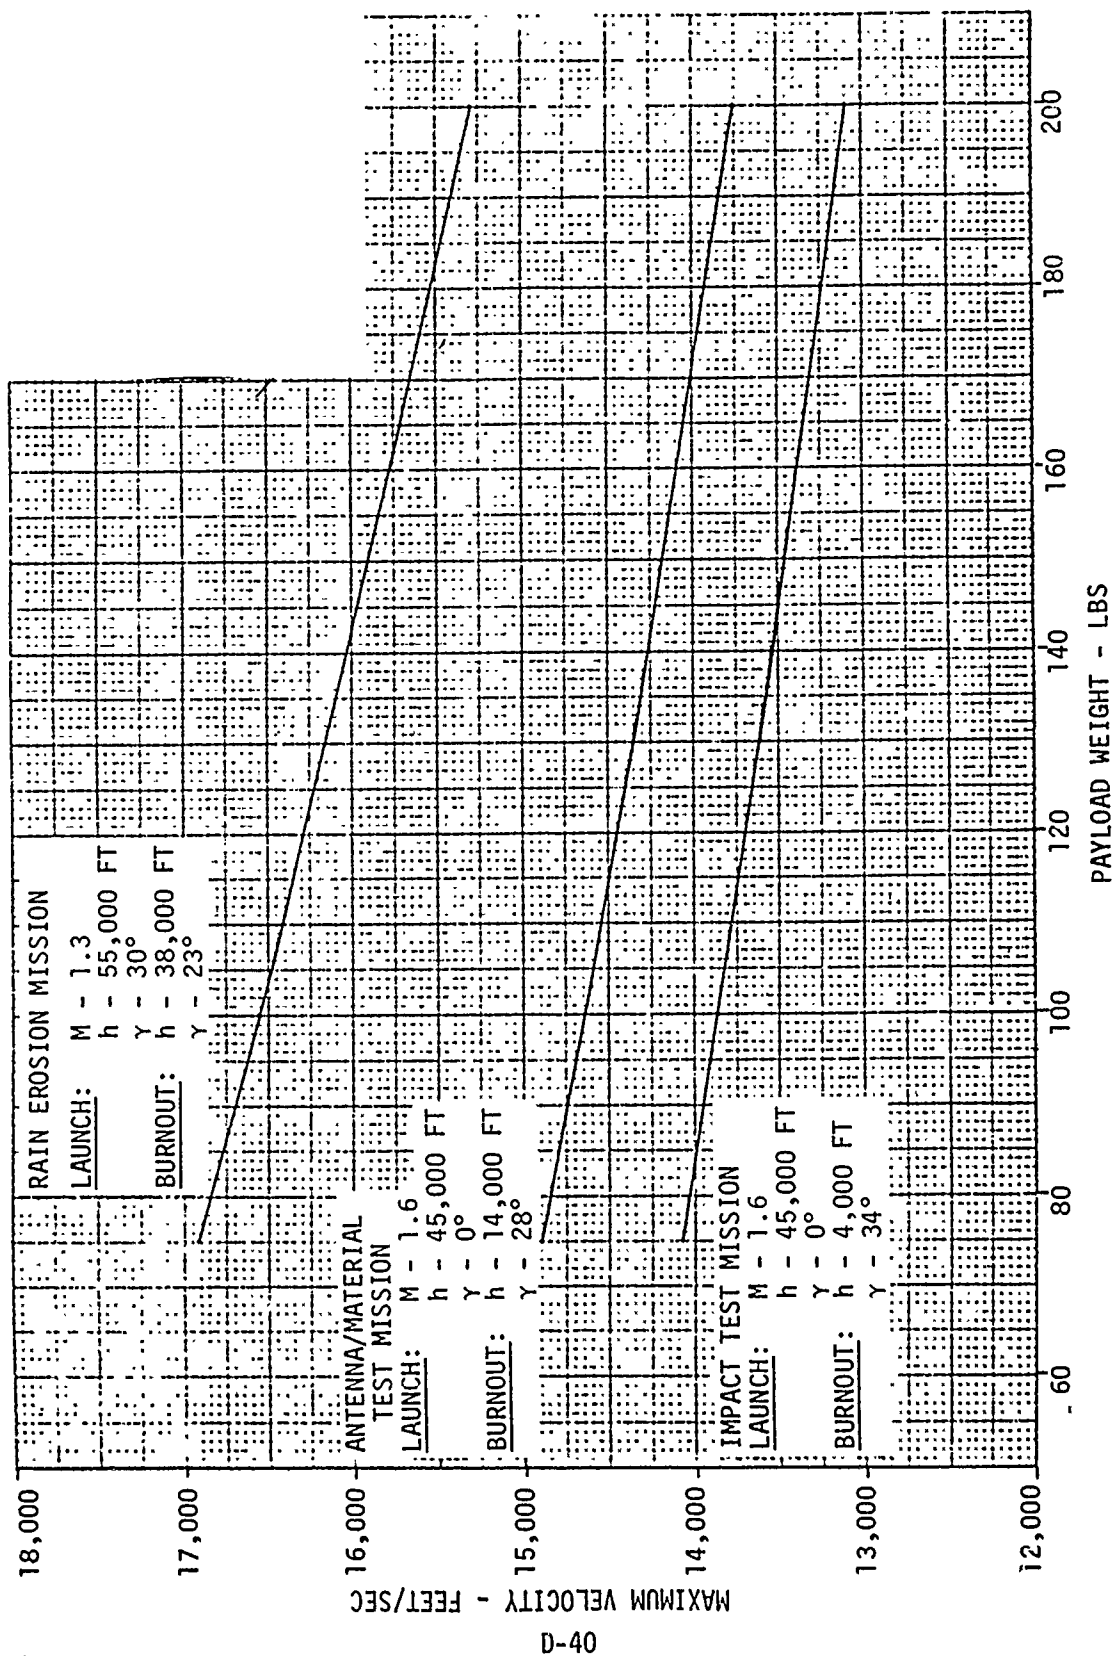 18,000
17,000
16,000
15,000
14,000
13,000
12,000
MAXIMUM VELOCITY - FEET/SEC
RAIN EROSION MISSION
LAUNCH: M - 1.3
h - 55,000 FT
γ - 30°
BURNOUT: h - 38,000 FT
γ - 23°
ANTENNA/MATERIAL
TEST MISSION
LAUNCH: M - 1.6
h - 45,000 FT
γ - 0°
BURNOUT: h - 14,000 FT
γ - 28°
IMPACT TEST MISSION
LAUNCH: M - 1.6
h - 45,000 FT
γ - 0°
BURNOUT: h - 4,000 FT
γ - 34°
60 80 100 120 140 160 180 200
PAYLOAD WEIGHT - LBS
D-40